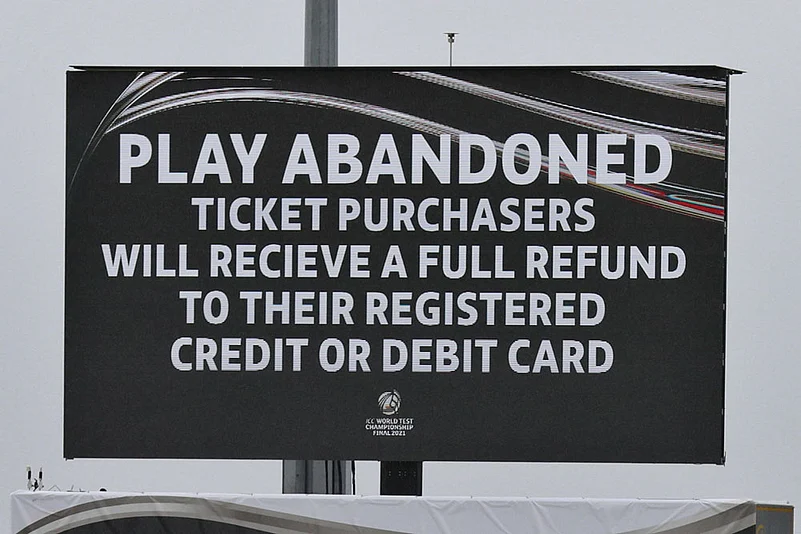 PLAY ABANDONED
TICKET PURCHASERS
WILL RECIEVE A FULL REFUND
TO THEIR REGISTERED
CREDIT OR DEBIT CARD
ICC WORLD TEST
CHAMPIONSHIP
FINAL 2021